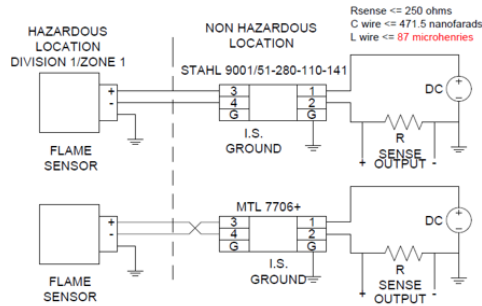 Rsense <= 250 ohms
C wire <= 471.5 nanofarads
L wire <= 87 microhenries
HAZARDOUS
LOCATION
DIVISION 1/ZONE 1
NON HAZARDOUS
LOCATION
STAHL 9001/51-280-110-141
+
-
3
4
G
1
2
DC
+
-
I.S.
GROUND
FLAME
SENSOR
R
SENSE
+ OUTPUT -
MTL 7706+
+
-
3
4
G
1
2
DC
+
-
I.S.
GROUND
FLAME
SENSOR
R
SENSE
+ OUTPUT -